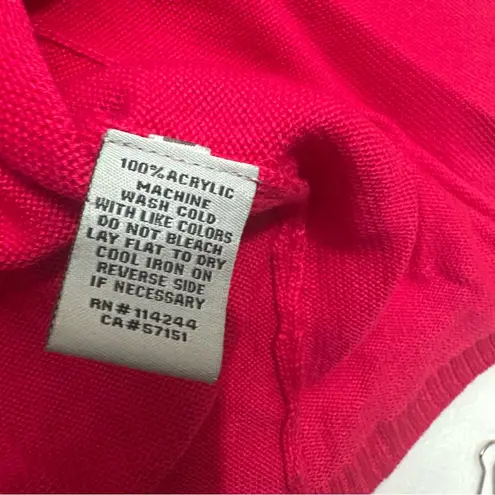 100% ACRYLIC
MACHINE
WASH COLD
WITH LIKE COLORS
DO NOT BLEACH
LAY FLAT TO DRY
COOL IRON ON
REVERSE SIDE
IF NECESSARY
RN# 114244
CA#57151